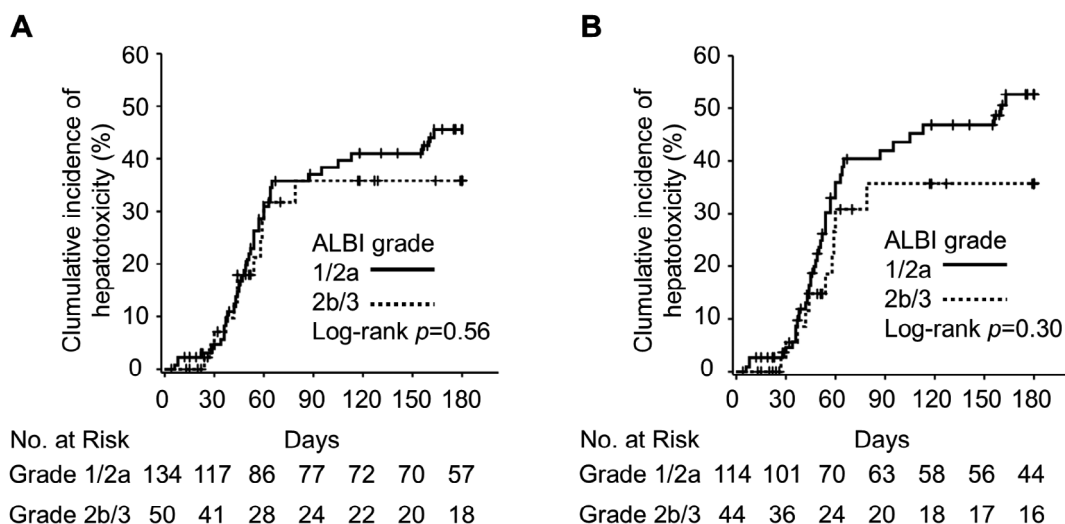 A
Clumulative incidence of
hepatotoxicity (%)
60
50
40
30
20
10
0
ALBI grade
1/2a
2b/3
Log-rank p=0.56
0 30 60 90 120 150 180
No. at Risk Days
Grade 1/2a 134 117 86 77 72 70 57
Grade 2b/3 50 41 28 24 22 20 18
B
Clumulative incidence of
hepatotoxicity (%)
60
50
40
30
20
10
0
ALBI grade
1/2a
2b/3
Log-rank p=0.30
0 30 60 90 120 150 180
No. at Risk Days
Grade 1/2a 114 101 70 63 58 56 44
Grade 2b/3 44 36 24 20 18 17 16